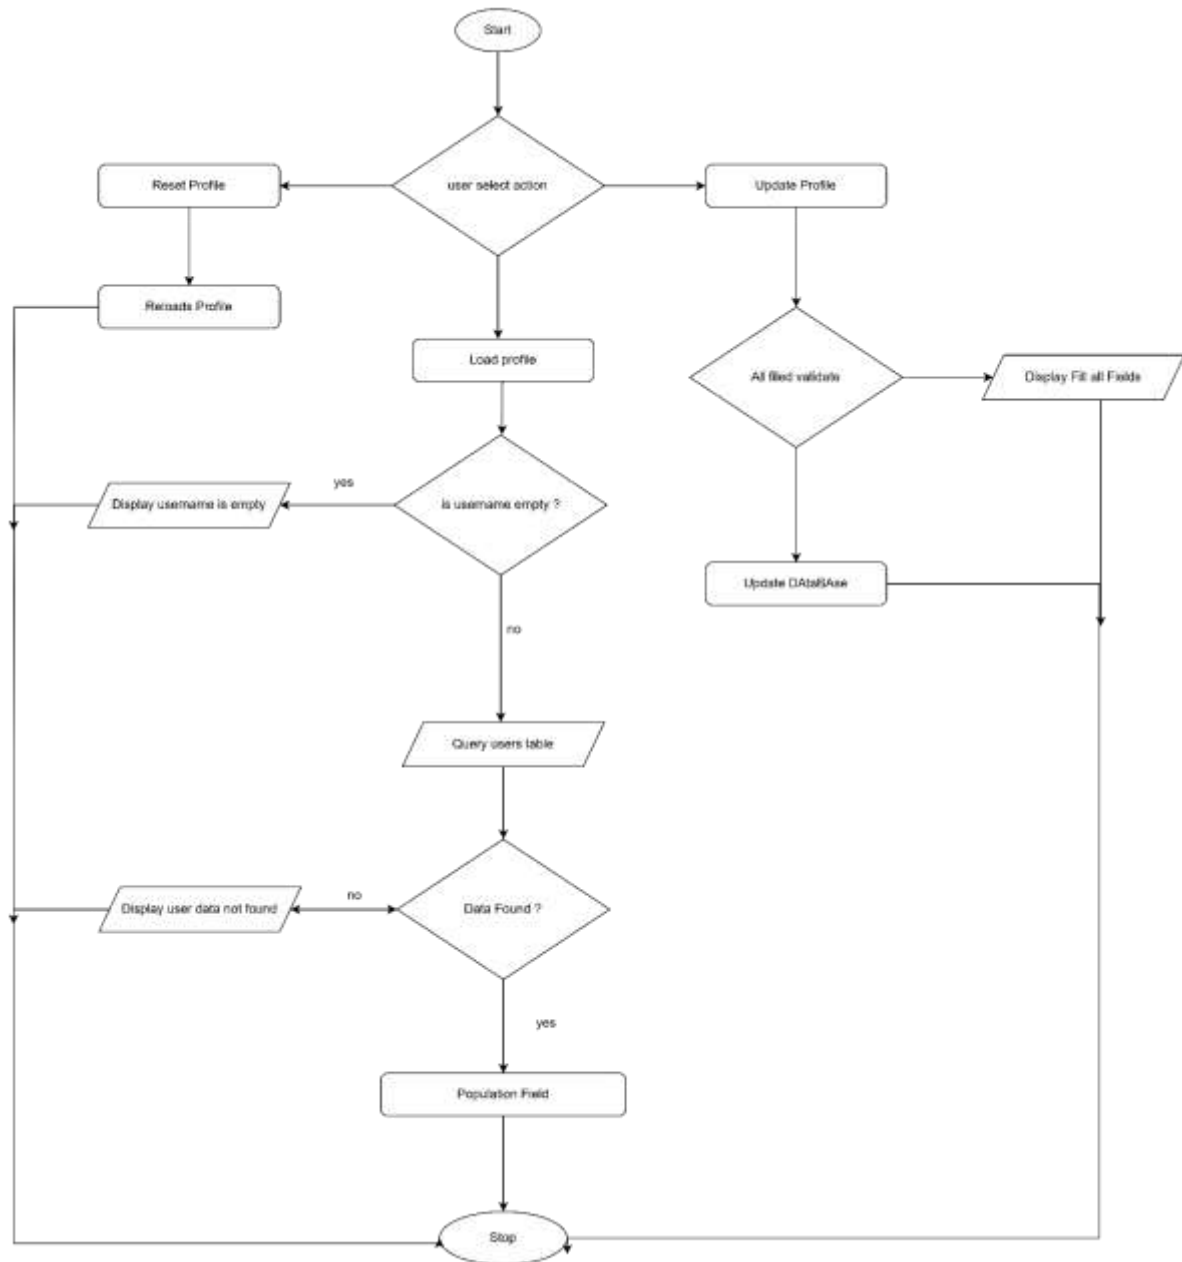 Start
user select action
Reset Profile
Update Profile
Reloads Profile
Load profile
All filled validate
Display Fill all Fields
yes
Display username is empty
is username empty ?
Update DAtaBAse
no
Query users table
no
Display user data not found
Data Found ?
yes
Population Field
Stop